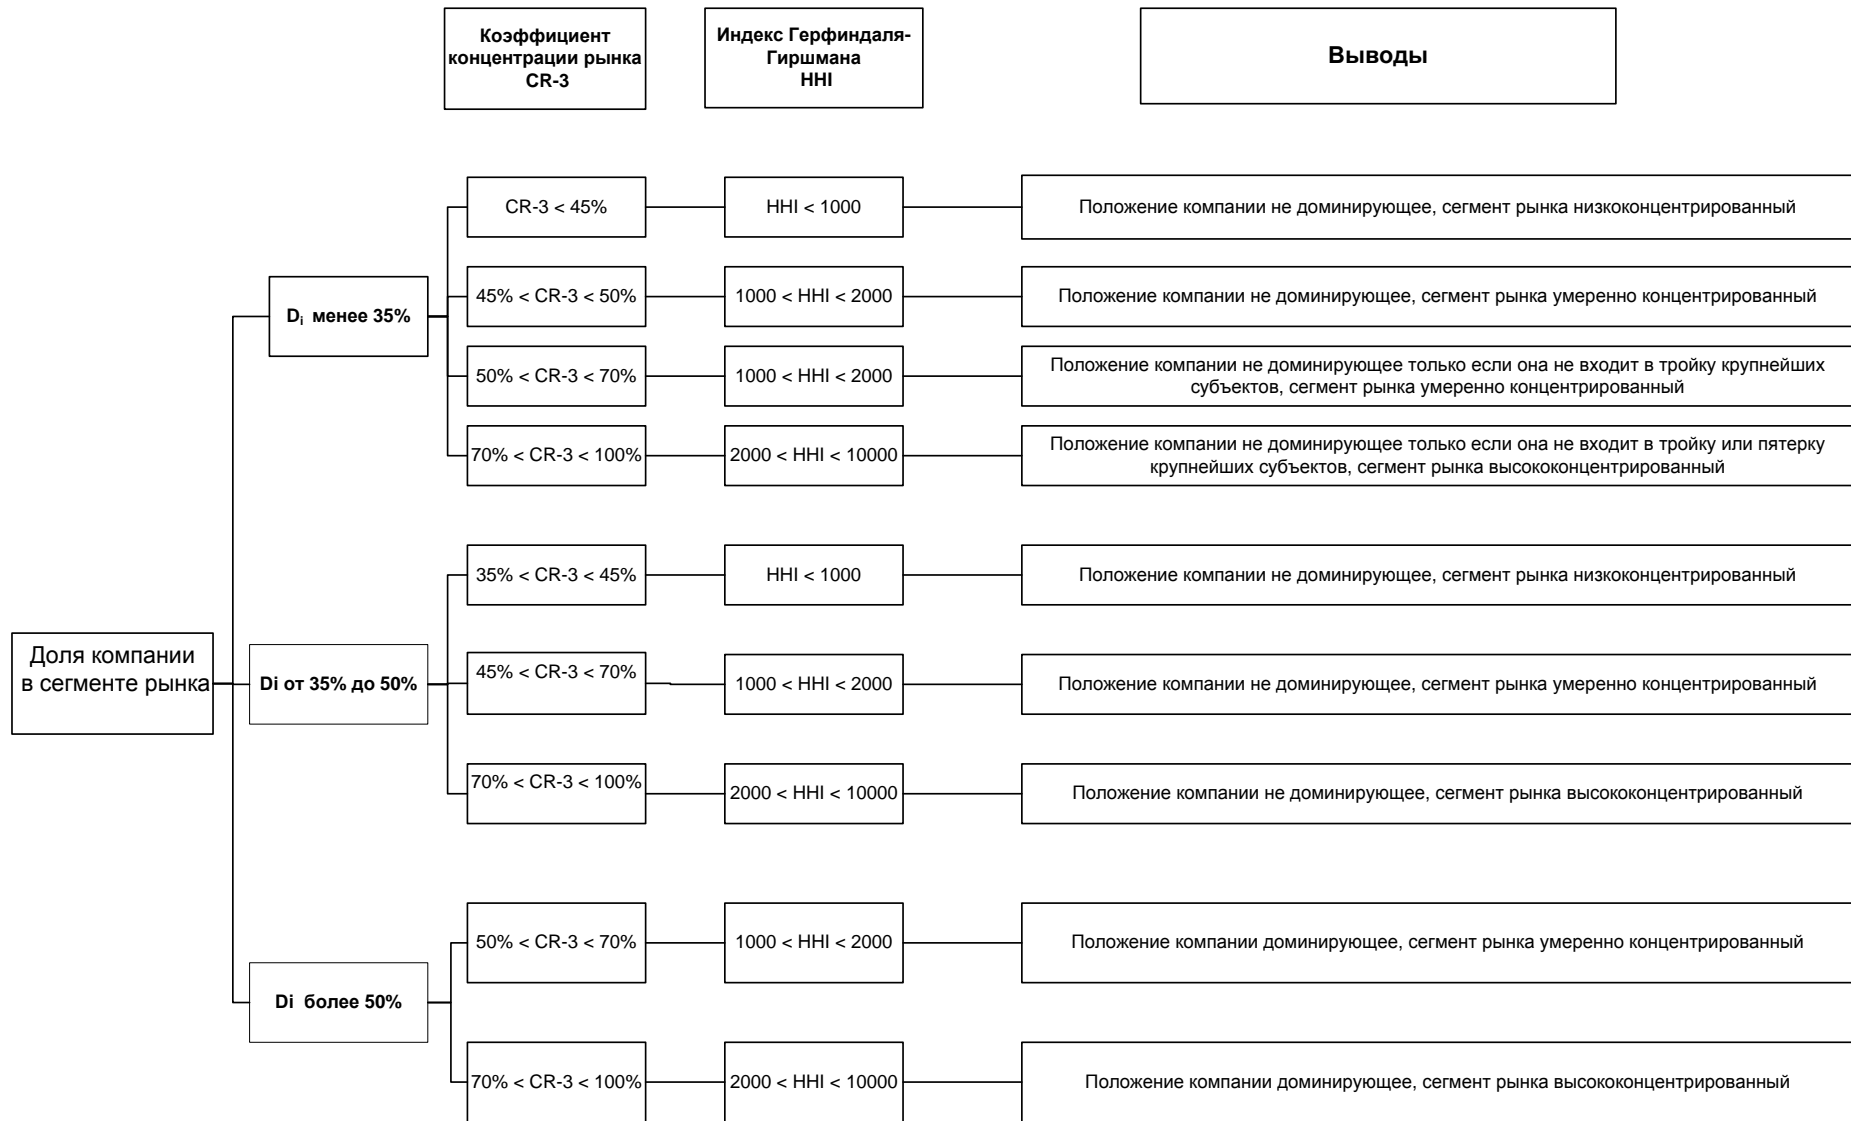 Коэффициент
концентрации рынка
CR-3
Индекс Герфиндаля-
Гиршмана
HHI
Выводы
Доля компании
в сегменте рынка
Di менее 35%
CR-3 < 45%
HHI < 1000
Положение компании не доминирующее, сегмент рынка низкоконцентрированный
45% < CR-3 < 50%
1000 < HHI < 2000
Положение компании не доминирующее, сегмент рынка умеренно концентрированный
50% < CR-3 < 70%
1000 < HHI < 2000
Положение компании не доминирующее только если она не входит в тройку крупнейших
субъектов, сегмент рынка умеренно концентрированный
70% < CR-3 < 100%
2000 < HHI < 10000
Положение компании не доминирующее только если она не входит в тройку или пятерку
крупнейших субъектов, сегмент рынка высококонцентрированный
Di от 35% до 50%
35% < CR-3 < 45%
HHI < 1000
Положение компании не доминирующее, сегмент рынка низкоконцентрированный
45% < CR-3 < 70%
1000 < HHI < 2000
Положение компании не доминирующее, сегмент рынка умеренно концентрированный
70% < CR-3 < 100%
2000 < HHI < 10000
Положение компании не доминирующее, сегмент рынка высококонцентрированный
Di более 50%
50% < CR-3 < 70%
1000 < HHI < 2000
Положение компании доминирующее, сегмент рынка умеренно концентрированный
70% < CR-3 < 100%
2000 < HHI < 10000
Положение компании доминирующее, сегмент рынка высококонцентрированный